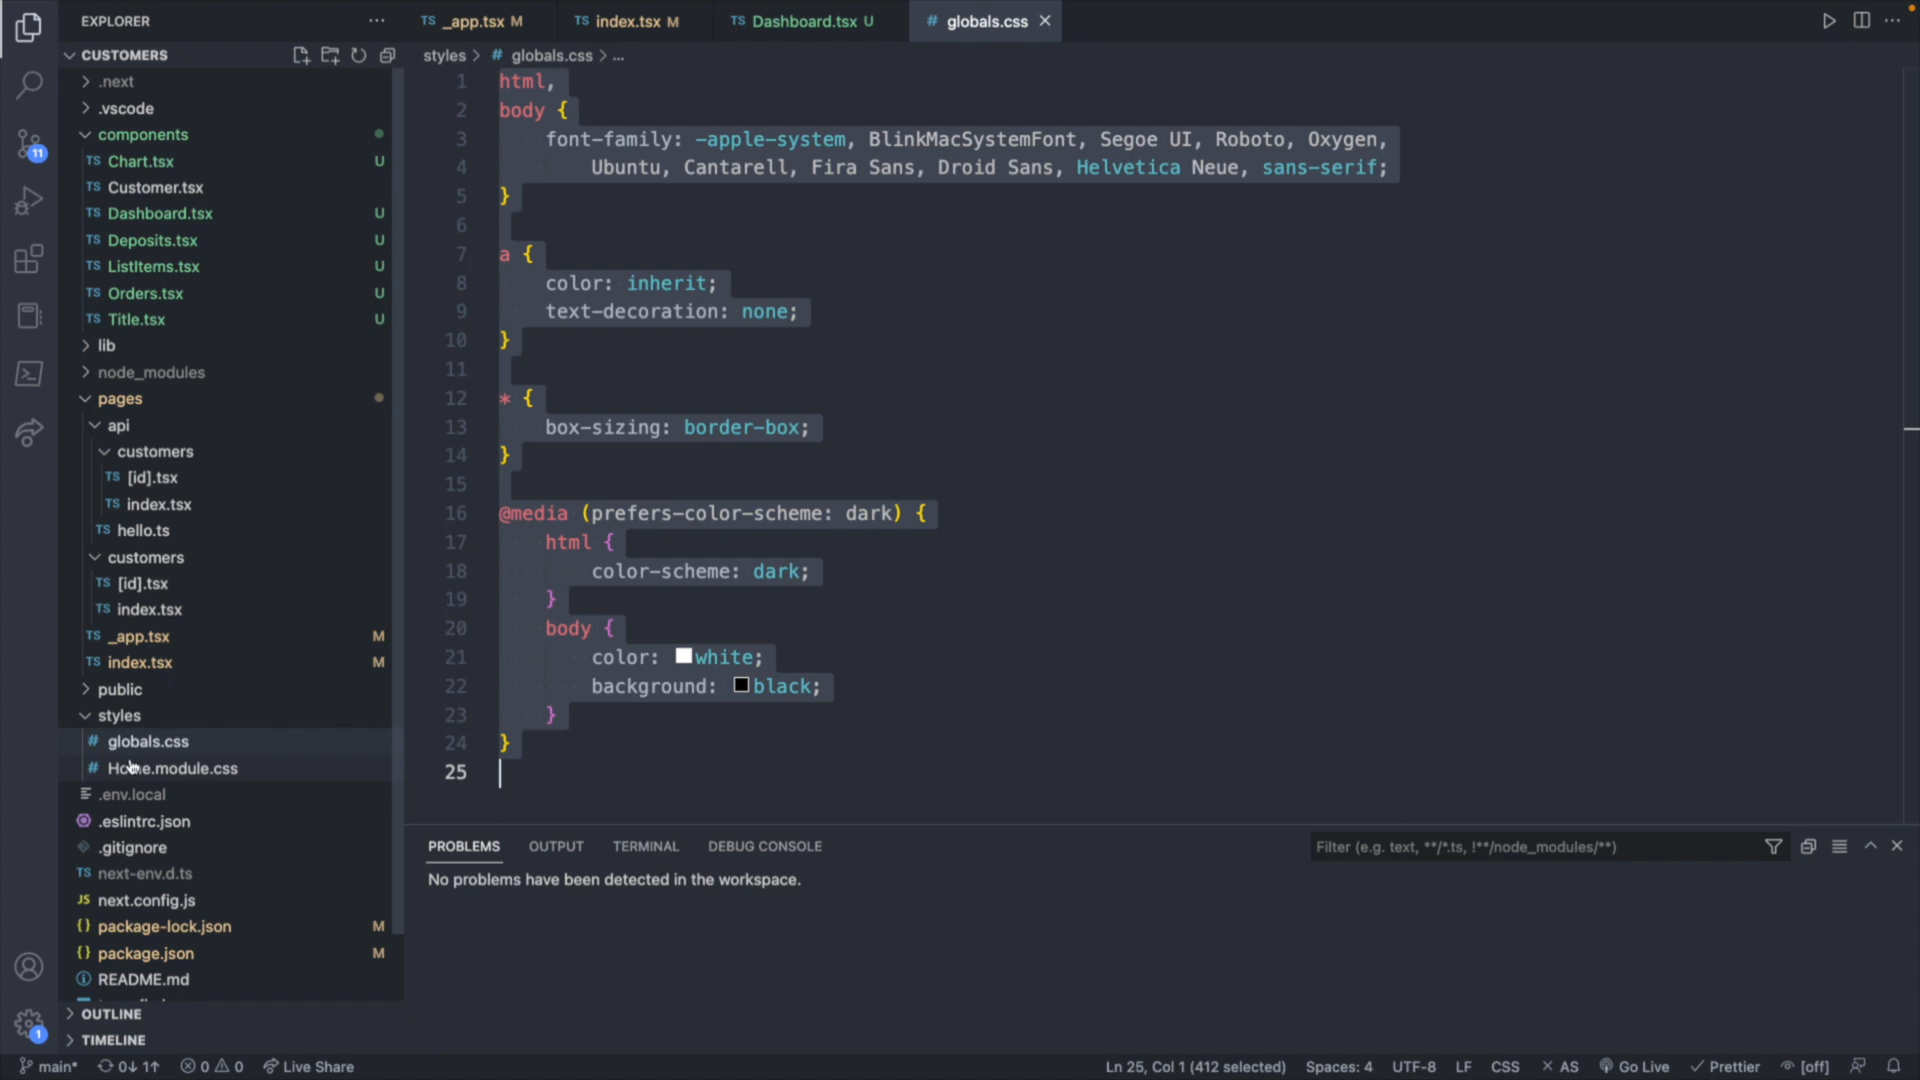 EXPLORER
CUSTOMERS
.next
.vscode
components
TS Chart.tsx U
TS Customer.tsx
TS Dashboard.tsx U
TS Deposits.tsx U
TS ListItems.tsx U
TS Orders.tsx U
TS Title.tsx U
lib
node_modules
pages
api
customers
TS [id].tsx
TS index.tsx
TS hello.ts
customers
TS [id].tsx
TS index.tsx
TS _app.tsx M
TS index.tsx M
public
styles
# globals.css
# Home.module.css
.env.local
.eslintrc.json
.gitignore
TS next-env.d.ts
JS next.config.js
{} package-lock.json M
{} package.json M
README.md
OUTLINE
TIMELINE
11
1
TS _app.tsx M
TS index.tsx M
TS Dashboard.tsx U
# globals.css
styles > # globals.css > ...
1 html,
2 body {
3 font-family: -apple-system, BlinkMacSystemFont, Segoe UI, Roboto, Oxygen,
4 Ubuntu, Cantarell, Fira Sans, Droid Sans, Helvetica Neue, sans-serif;
5 }
6
7 a {
8 color: inherit;
9 text-decoration: none;
10 }
11
12 * {
13 box-sizing: border-box;
14 }
15
16 @media (prefers-color-scheme: dark) {
17 html {
18 color-scheme: dark;
19 }
20 body {
21 color: white;
22 background: black;
23 }
24 }
25
PROBLEMS OUTPUT TERMINAL DEBUG CONSOLE
Filter (e.g. text, **/*.ts, !**/node_modules/**)
No problems have been detected in the workspace.
main* 0↓ 1↑ 0 0 Live Share
Ln 25, Col 1 (412 selected) Spaces: 4 UTF-8 LF CSS AS Go Live Prettier [off]